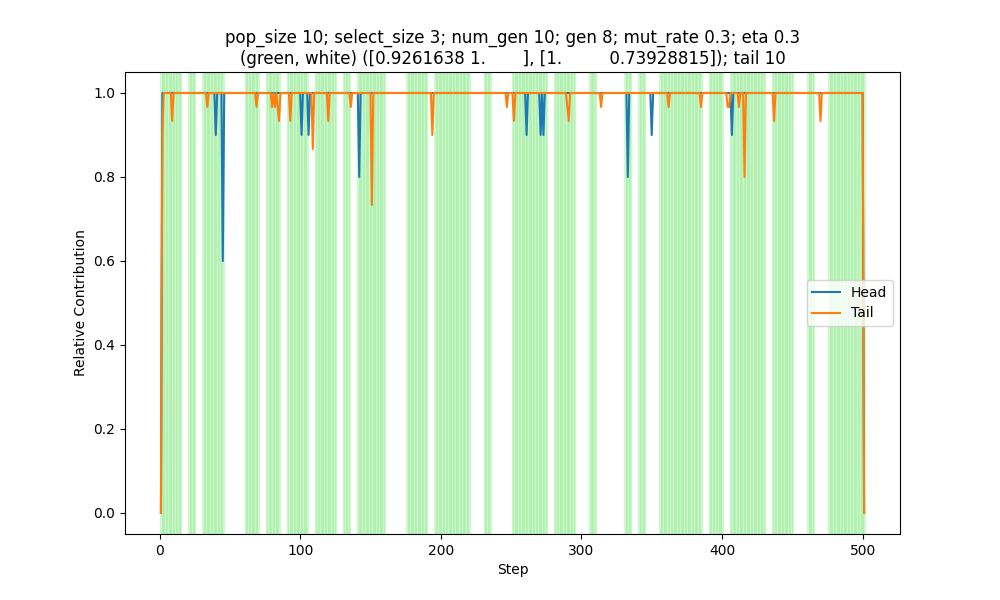 pop_size 10; select_size 3; num_gen 10; gen 8; mut_rate 0.3; eta 0.3
(green, white) ([0.9261638 1.        ], [1.          0.73928815]); tail 10
1.0
0.8
0.6
0.4
0.2
0.0
Relative Contribution
Head
Tail
0
100
200
300
400
500
Step